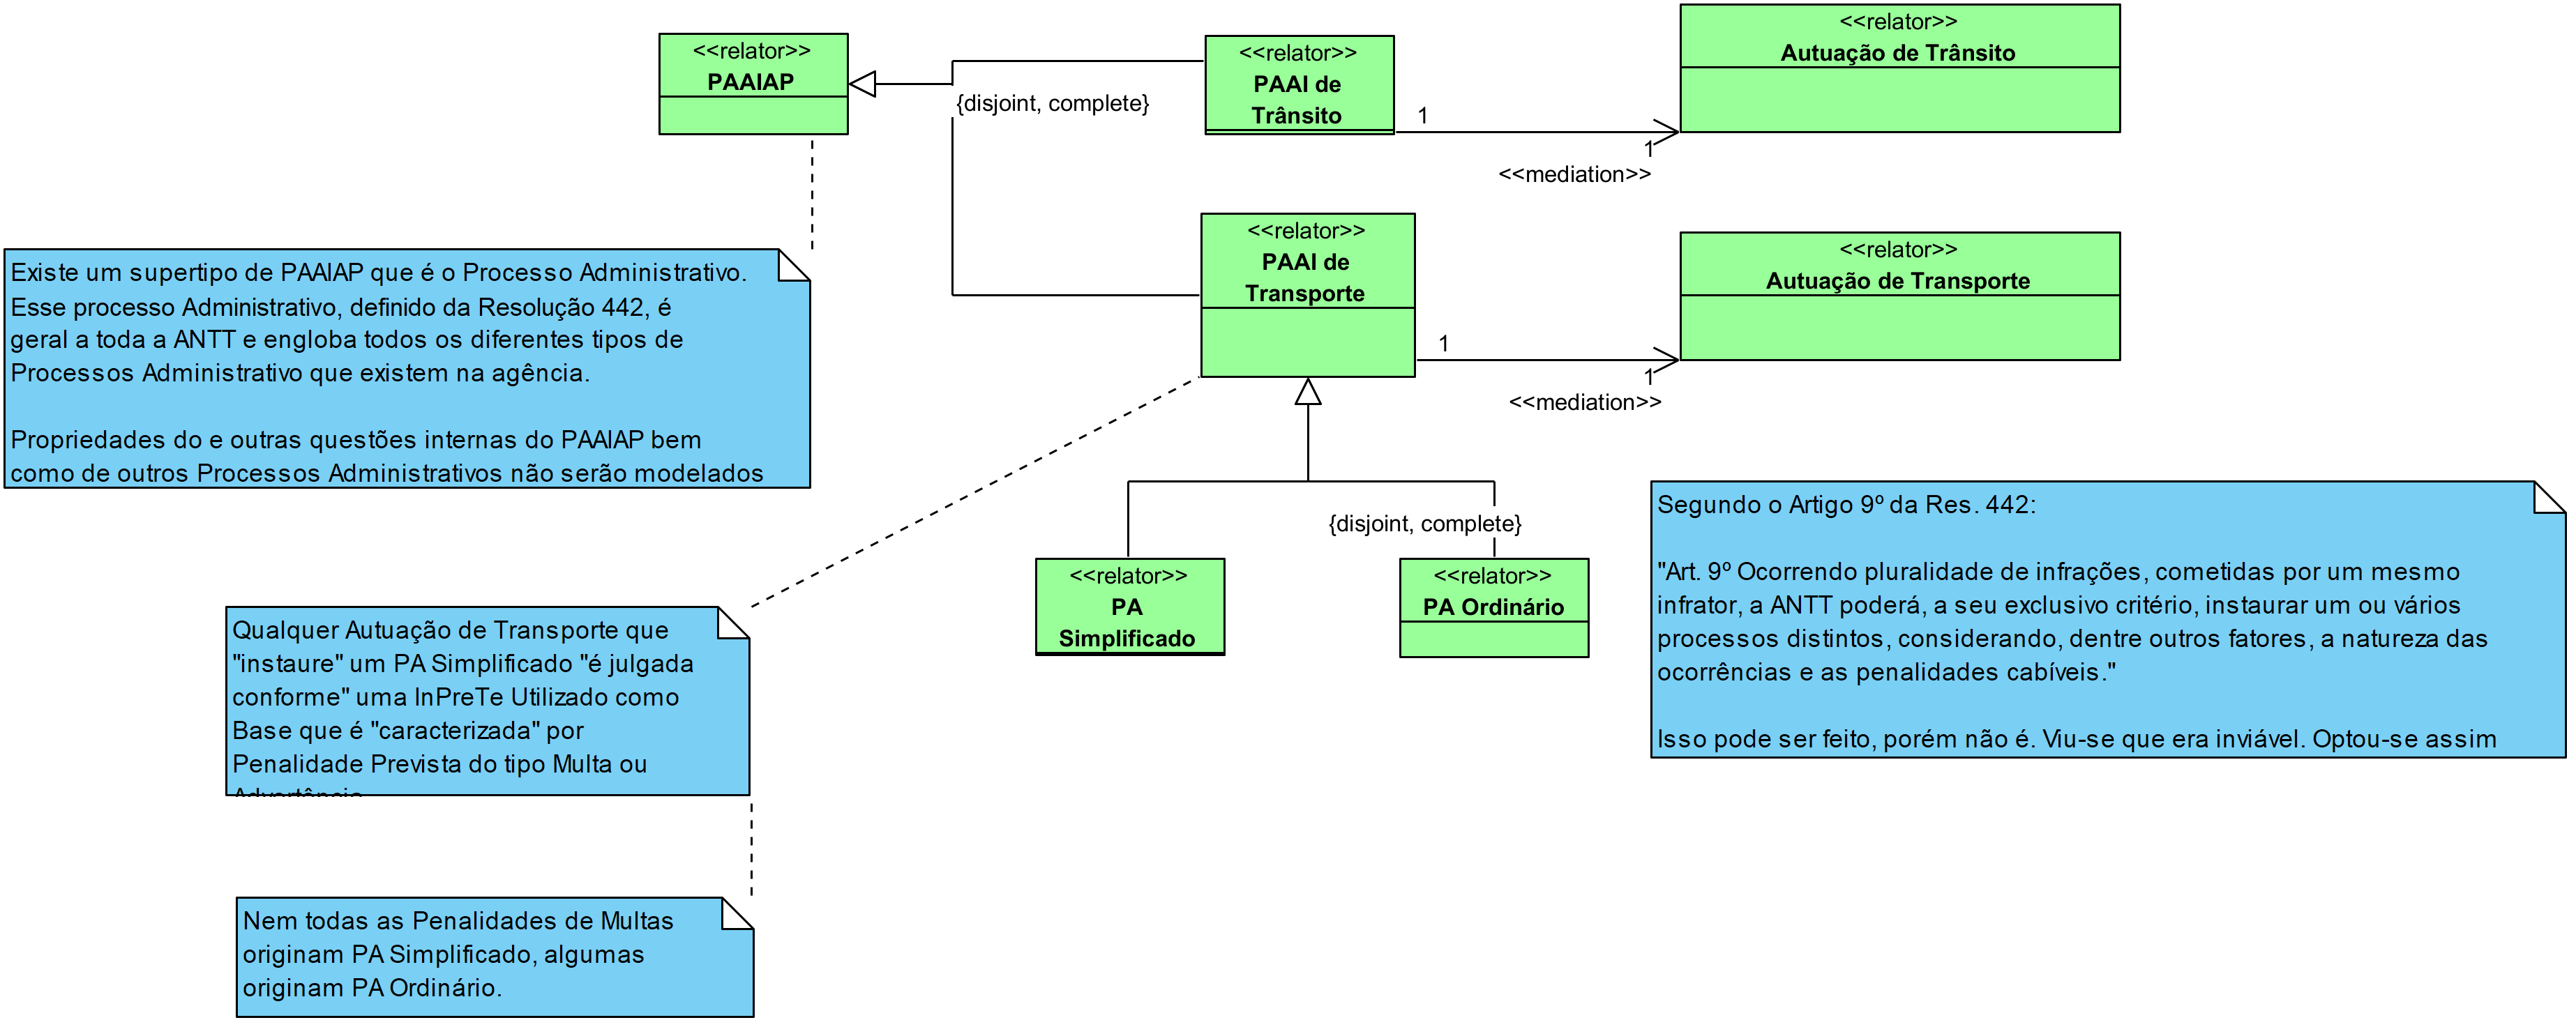 <<relator>>
PAAIAP
{disjoint, complete}
<<relator>>
PAAI de
Trânsito
1
1
<<mediation>>
<<relator>>
Autuação de Trânsito
<<relator>>
PAAI de
Transporte
1
1
<<mediation>>
<<relator>>
Autuação de Transporte
Existe um supertipo de PAAIAP que é o Processo Administrativo.
Esse processo Administrativo, definido da Resolução 442, é
geral a toda a ANTT e engloba todos os diferentes tipos de
Processos Administrativo que existem na agência.
Propriedades do e outras questões internas do PAAIAP bem
como de outros Processos Administrativos não serão modelados
{disjoint, complete}
<<relator>>
PA
Simplificado
<<relator>>
PA Ordinário
Segundo o Artigo 9º da Res. 442:
"Art. 9º Ocorrendo pluralidade de infrações, cometidas por um mesmo
infrator, a ANTT poderá, a seu exclusivo critério, instaurar um ou vários
processos distintos, considerando, dentre outros fatores, a natureza das
ocorrências e as penalidades cabíveis."
Isso pode ser feito, porém não é. Viu-se que era inviável. Optou-se assim
Qualquer Autuação de Transporte que
"instaure" um PA Simplificado "é julgada
conforme" uma InPreTe Utilizado como
Base que é "caracterizada" por
Penalidade Prevista do tipo Multa ou
Nem todas as Penalidades de Multas
originam PA Simplificado, algumas
originam PA Ordinário.